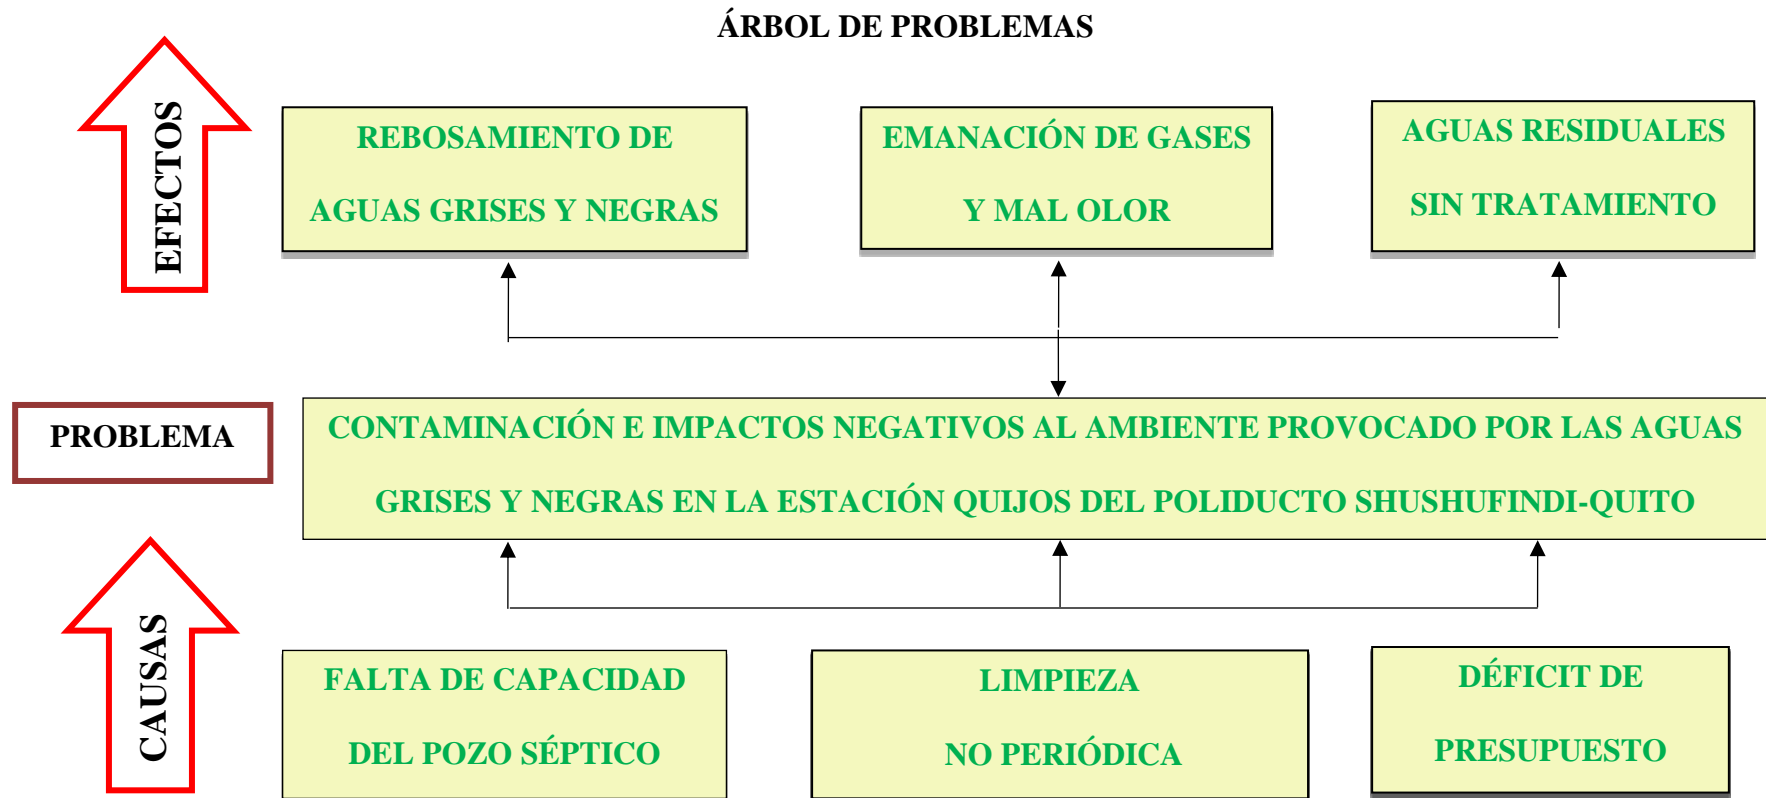 ÁRBOL DE PROBLEMAS
EFECTOS
REBOSAMIENTO DE
AGUAS GRISES Y NEGRAS
EMANACIÓN DE GASES
Y MAL OLOR
AGUAS RESIDUALES
SIN TRATAMIENTO
PROBLEMA
CONTAMINACIÓN E IMPACTOS NEGATIVOS AL AMBIENTE PROVOCADO POR LAS AGUAS
GRISES Y NEGRAS EN LA ESTACIÓN QUIJOS DEL POLIDUCTO SHUSHUFINDI-QUITO
CAUSAS
FALTA DE CAPACIDAD
DEL POZO SÉPTICO
LIMPIEZA
NO PERIÓDICA
DÉFICIT DE
PRESUPUESTO